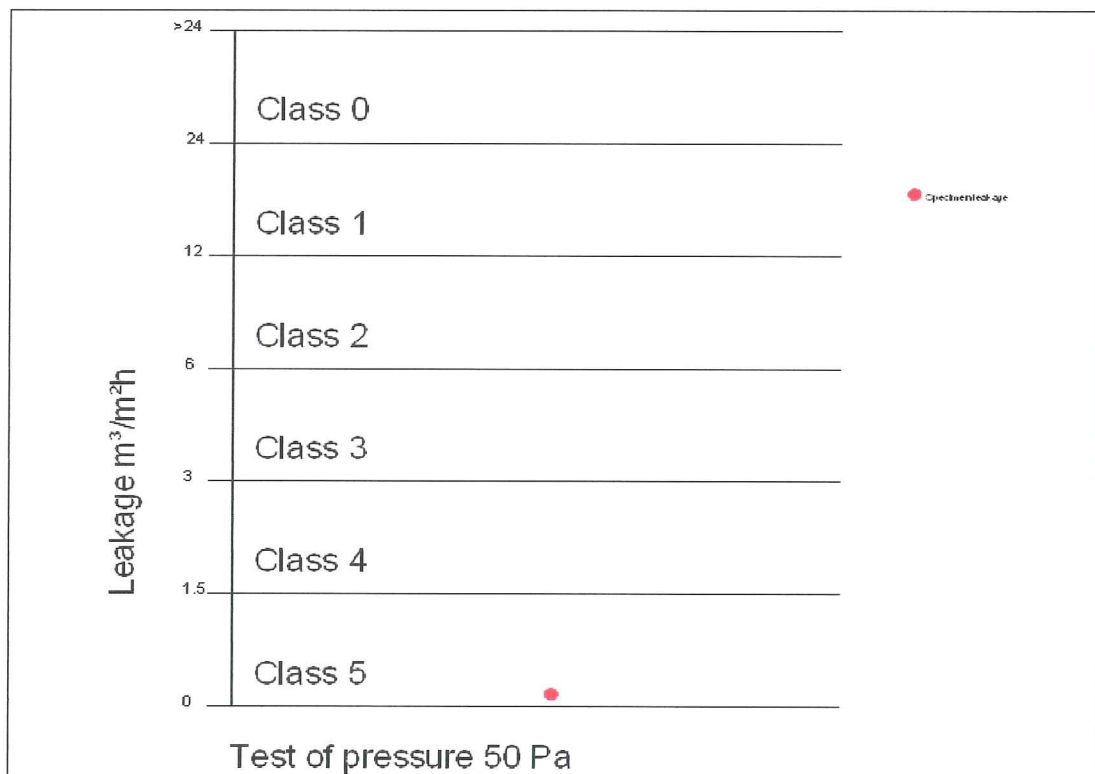 >24
Class 0
24
Specimenleakage
Class 1
12
Class 2
6
Leakage m³/m²h
Class 3
3
Class 4
1.5
Class 5
0
Test of pressure 50 Pa